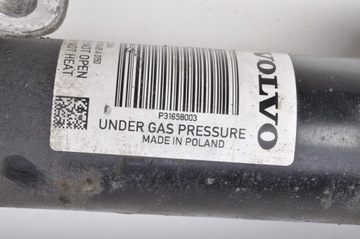 NOT OPEN
NOT HEAT
P31658003
UNDER GAS PRESSURE
MADE IN POLAND
VOLVO